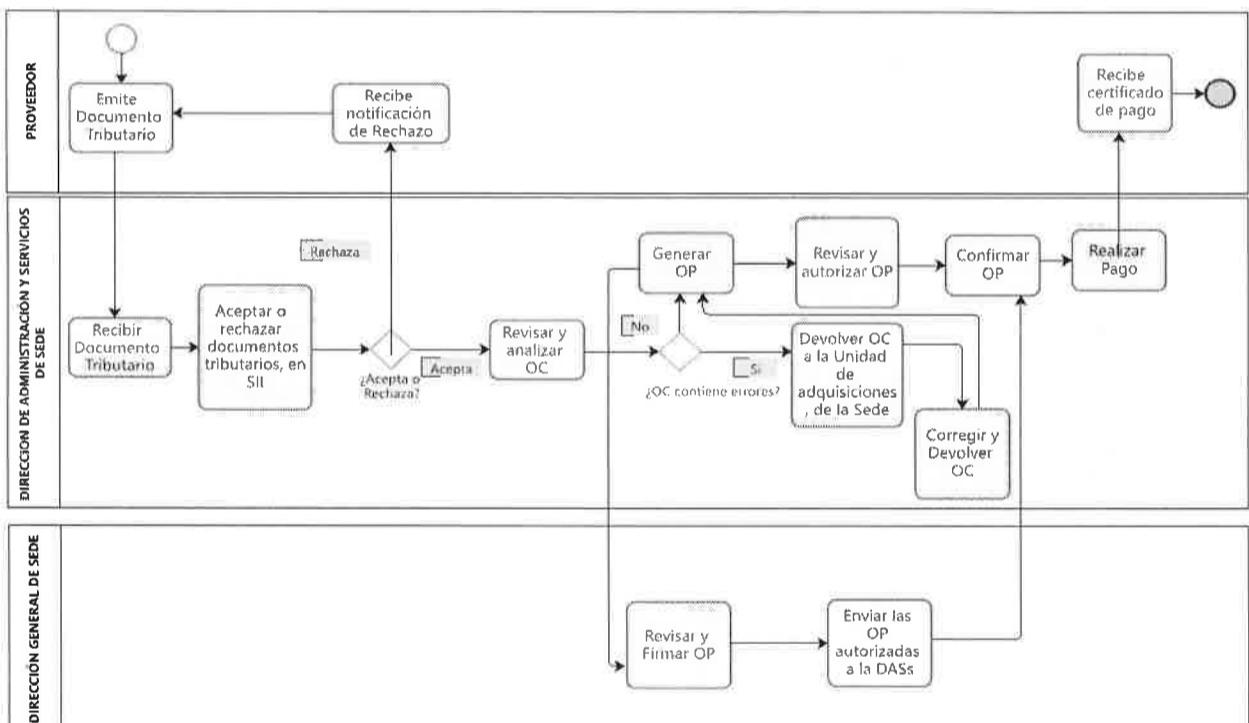 PROVEEDOR
Emite
Documento
Tributario
Recibe
notificación
de Rechazo
Recibe
certificado
de pago
DIRECCION DE ADMINISTRACIÓN Y SERVICIOS
DE SEDE
Recibir
Documento
Tributario
Aceptar o
rechazar
documentos
tributarios, en
SII
Rechaza
¿Acepta o
Rechaza?
Acepta
Revisar y
analizar
OC
No
¿OC contiene errores?
Si
Generar
OP
Revisar y
autorizar OP
Confirmar
OP
Realizar
Pago
Devolver OC
a la Unidad
de
adquisiciones
, de la Sede
Corregir y
Devolver
OC
DIRECCIÓN GENERAL DE SEDE
Revisar y
Firmar OP
Enviar las
OP
autorizadas
a la DASs